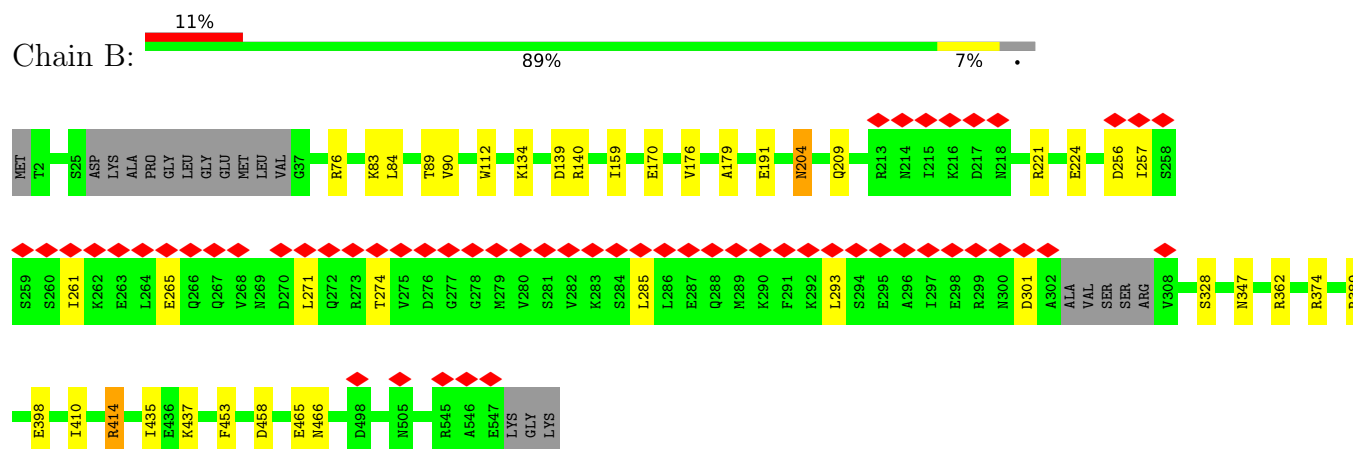 11%
Chain B:
89% 7% •
MET T2 S25 ASP LYS ALA PRO GLY LEU GLY GLU MET LEU VAL G37 R76 K83 L84 T89 V90 W112 K134 D139 R140 I159 E170 V176 A179 E191 N204 Q209 R213 N214 I215 K216 D217 N218 R221 E224 D256 I257 S258
S259 S260 I261 K262 E263 L264 E265 Q266 Q267 V268 N269 D270 L271 Q272 R273 T274 V275 D276 G277 G278 M279 V280 S281 V282 K283 S284 L285 L286 E287 Q288 M289 K290 F291 K292 L293 S294 E295 A296 I297 E298 R299 N300 D301 A302 ALA VAL SER SER ARG V308 S328 N347 R362 R374
E398 I410 R414 I435 E436 K437 F453 D458 E465 N466 D498 N505 R545 A546 E547 LYS GLY LYS